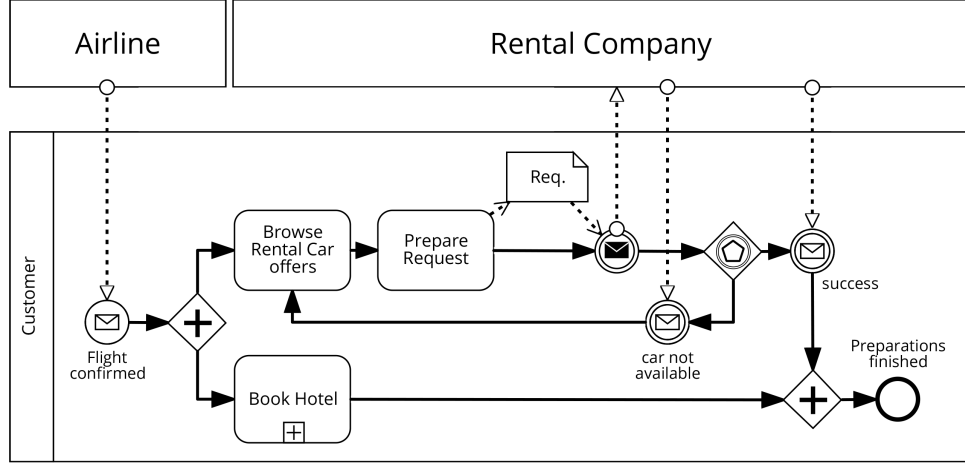 Airline
Rental Company
Customer
Req.
Browse
Rental Car
offers
Prepare
Request
success
Flight
confirmed
car not
available
Preparations
finished
Book Hotel